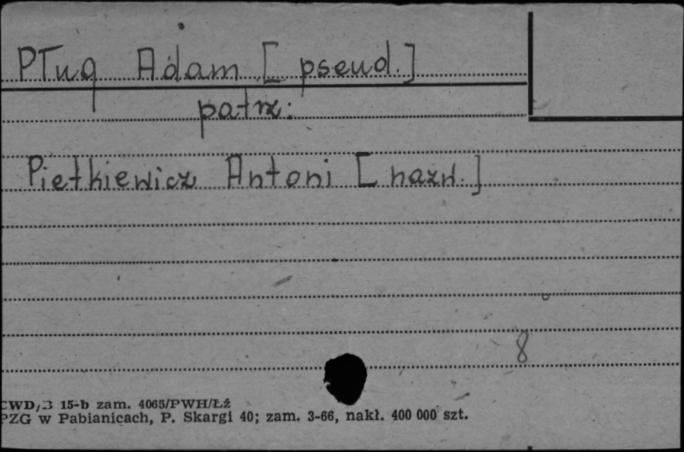 Pług Adam [pseud.]
patrz:
Pietkiewicz Antoni [nazw.]
8
CWD/3 15-b zam. 4065/PWH/Łż
PZG w Pabianicach, P. Skargi 40; zam. 3-66, nakł. 400 000 szt.